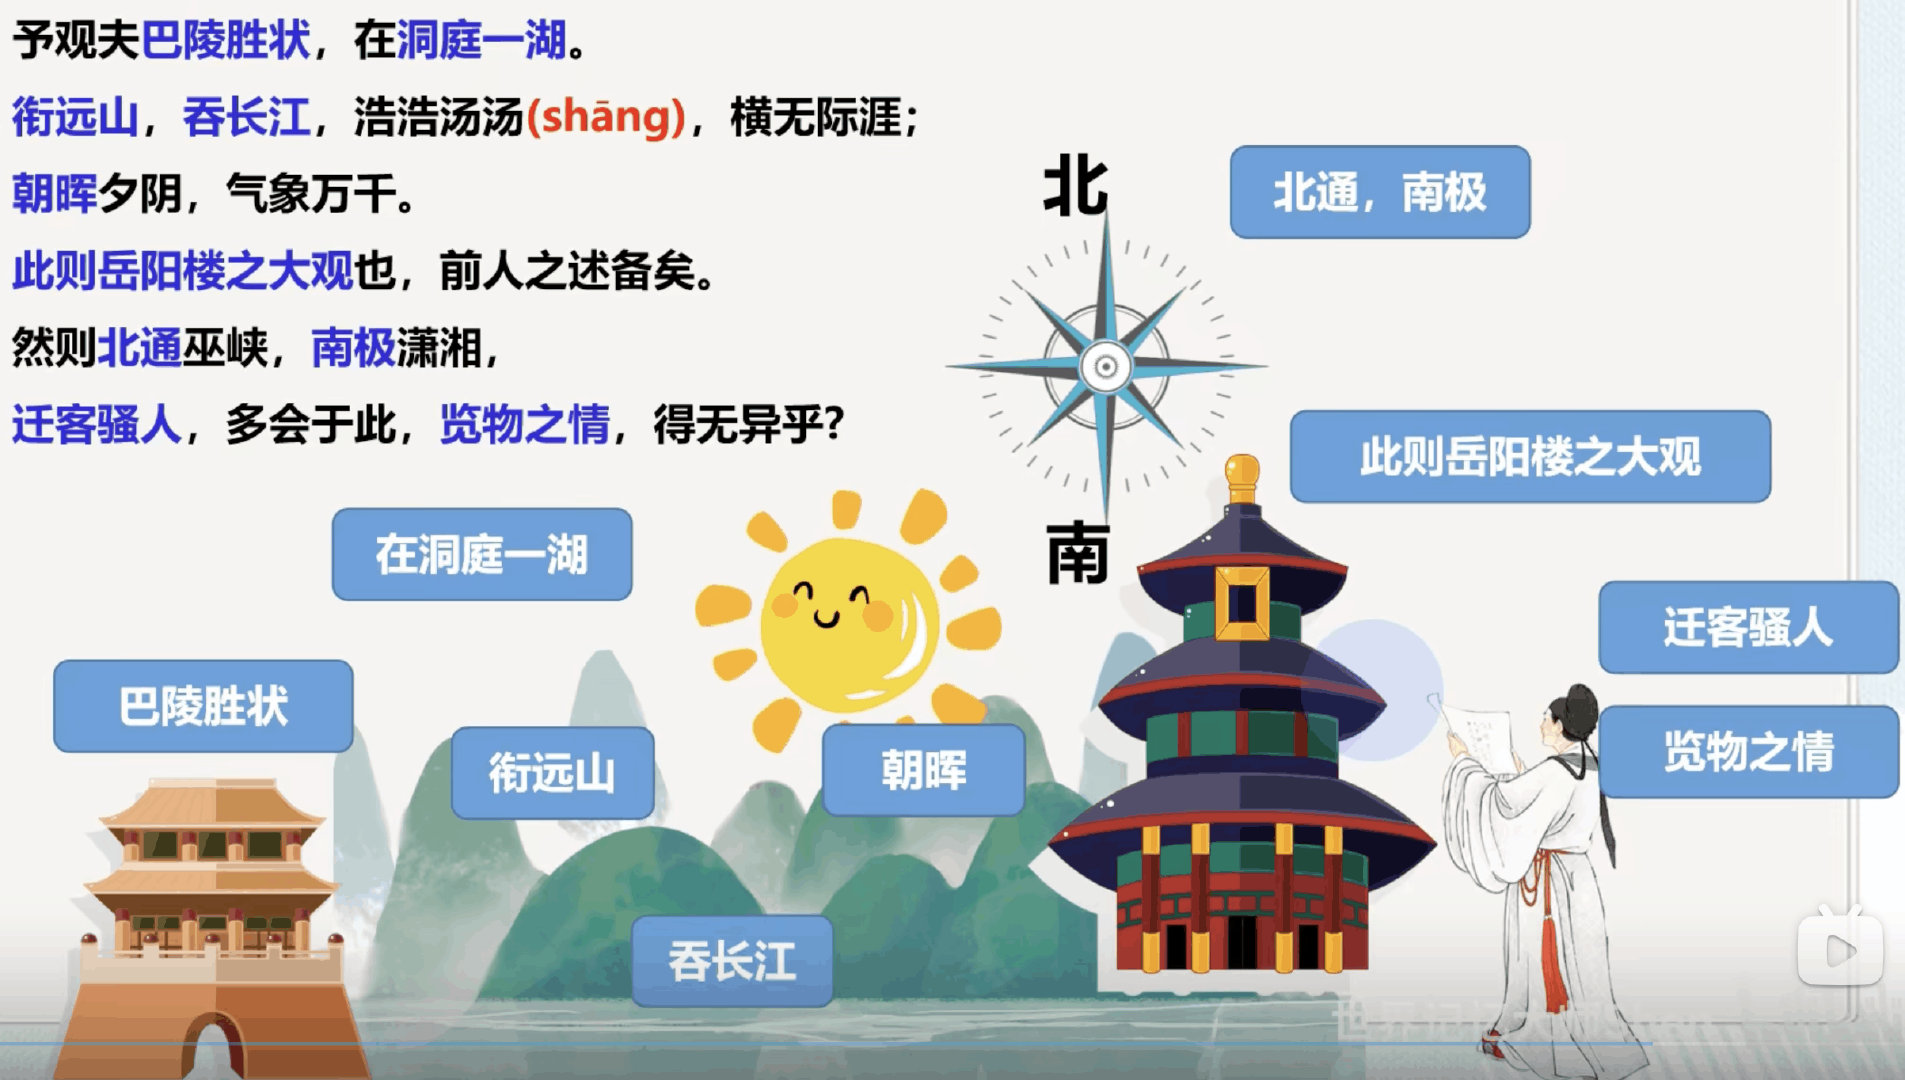 予观夫巴陵胜状，在洞庭一湖。
衔远山，吞长江，浩浩汤汤(shāng)，横无际涯；
朝晖夕阴，气象万千。
此则岳阳楼之大观也，前人之述备矣。
然则北通巫峡，南极潇湘，
迁客骚人，多会于此，览物之情，得无异乎？
北
北通，南极
此则岳阳楼之大观
南
在洞庭一湖
迁客骚人
巴陵胜状
览物之情
衔远山
朝晖
吞长江